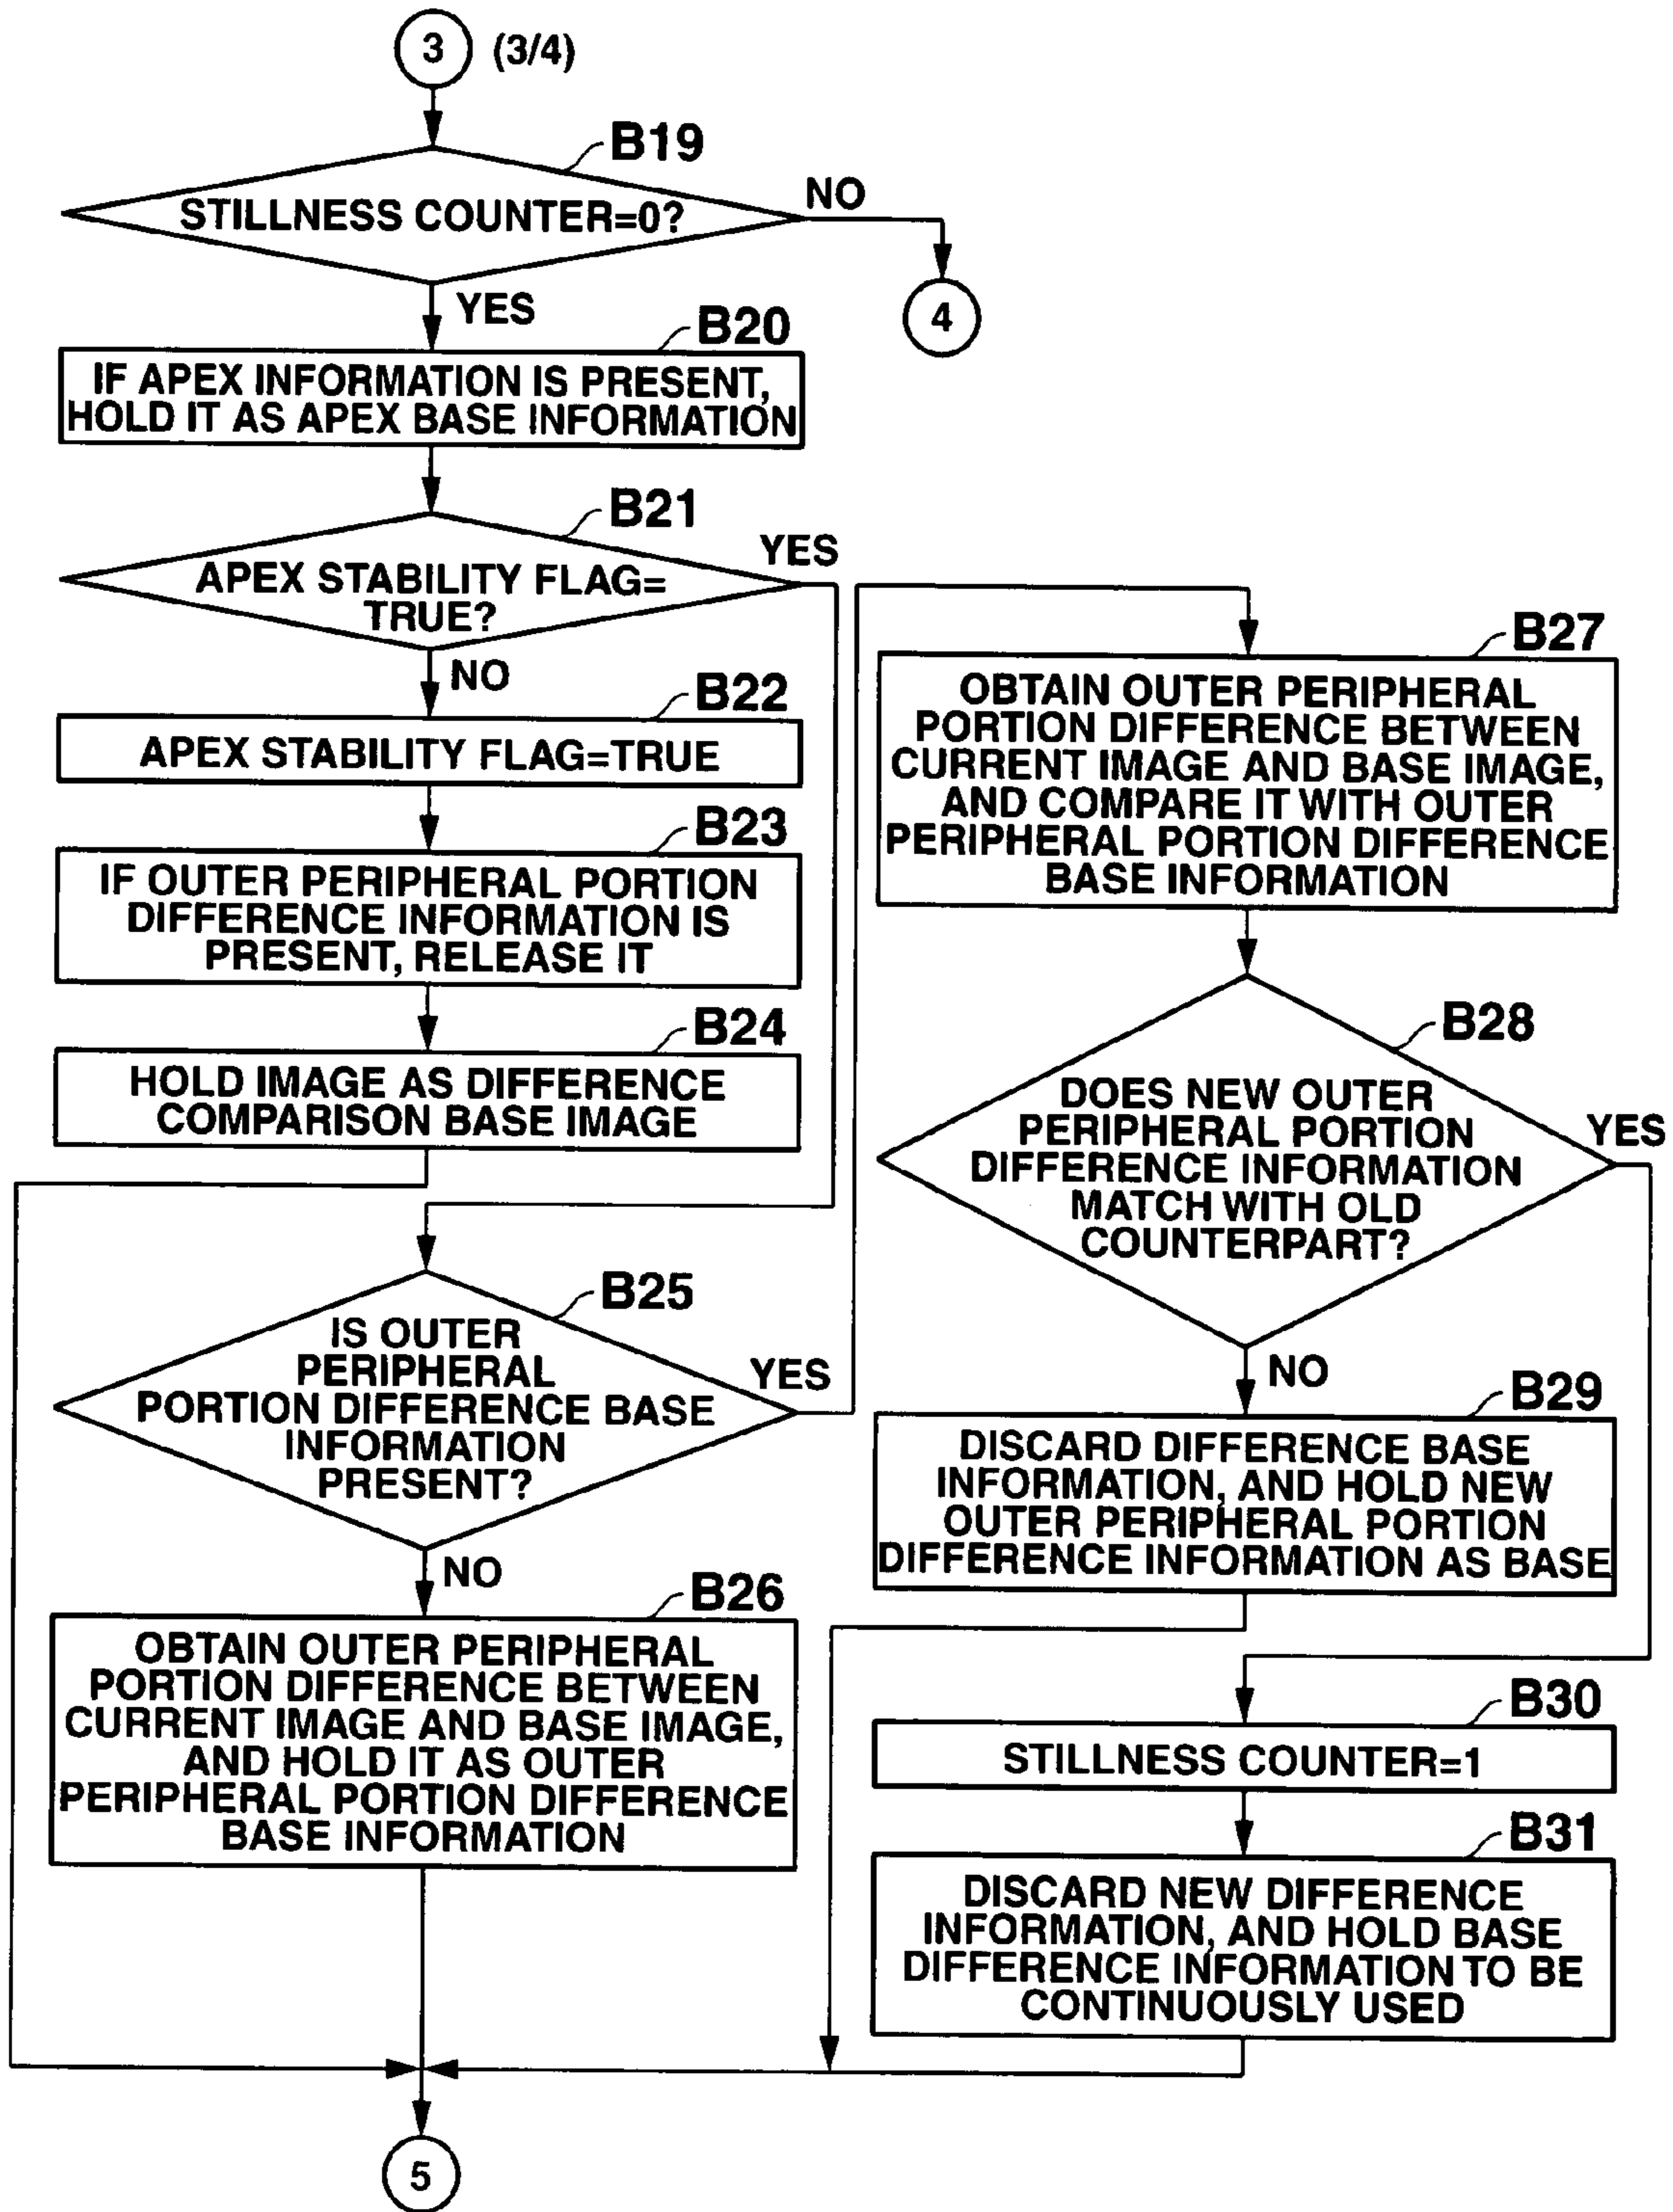 3 (3/4)
B19
STILLNESS COUNTER=0?
NO
4
YES
B20
IF APEX INFORMATION IS PRESENT,
HOLD IT AS APEX BASE INFORMATION
B21
APEX STABILITY FLAG=
TRUE?
YES
NO
B22
APEX STABILITY FLAG=TRUE
B23
IF OUTER PERIPHERAL PORTION
DIFFERENCE INFORMATION IS
PRESENT, RELEASE IT
B24
HOLD IMAGE AS DIFFERENCE
COMPARISON BASE IMAGE
B25
IS OUTER
PERIPHERAL
PORTION DIFFERENCE BASE
INFORMATION
PRESENT?
YES
NO
B26
OBTAIN OUTER PERIPHERAL
PORTION DIFFERENCE BETWEEN
CURRENT IMAGE AND BASE IMAGE,
AND HOLD IT AS OUTER
PERIPHERAL PORTION DIFFERENCE
BASE INFORMATION
B27
OBTAIN OUTER PERIPHERAL
PORTION DIFFERENCE BETWEEN
CURRENT IMAGE AND BASE IMAGE,
AND COMPARE IT WITH OUTER
PERIPHERAL PORTION DIFFERENCE
BASE INFORMATION
B28
DOES NEW OUTER
PERIPHERAL PORTION
DIFFERENCE INFORMATION
MATCH WITH OLD
COUNTERPART?
YES
NO
B29
DISCARD DIFFERENCE BASE
INFORMATION, AND HOLD NEW
OUTER PERIPHERAL PORTION
DIFFERENCE INFORMATION AS BASE
B30
STILLNESS COUNTER=1
B31
DISCARD NEW DIFFERENCE
INFORMATION, AND HOLD BASE
DIFFERENCE INFORMATION TO BE
CONTINUOUSLY USED
5